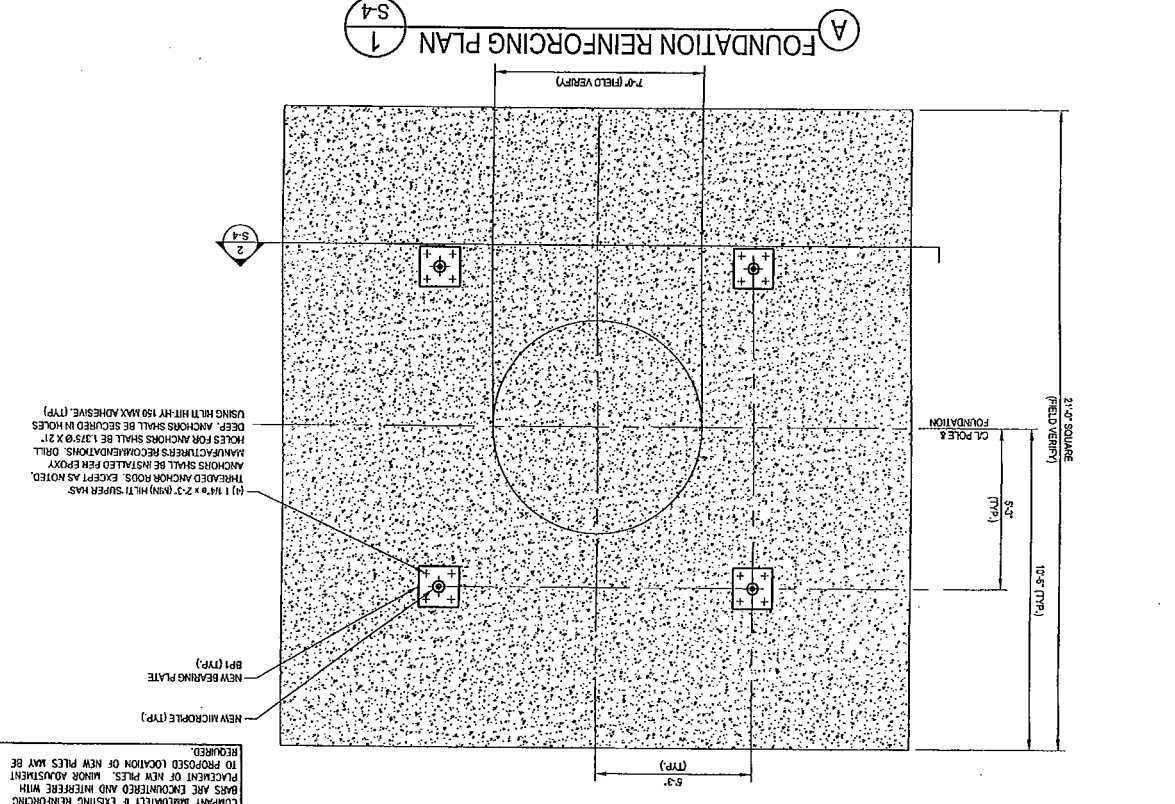 COMPANY IMMEDIATELY IF EXISTING REINFORCING
BARS ARE ENCOUNTERED AND INTERFERE WITH
PLACEMENT OF NEW PILES. MINOR ADJUSTMENT
TO PROPOSED LOCATION OF NEW PILES MAY BE
REQUIRED.
5'-3"
(TYP.)
NEW MICROPILE (TYP.)
NEW BEARING PLATE
BP1 (TYP.)
10'-6" (TYP.)
5'-3"
(TYP.)
21'-0" SQUARE
(FIELD VERIFY)
(4) 1 1/4"ø x 2'-3" (MIN) HILTI SUPER HAS
THREADED ANCHOR RODS. EXCEPT AS NOTED,
ANCHORS SHALL BE INSTALLED PER EPOXY
MANUFACTURER'S RECOMMENDATIONS. DRILL
HOLES FOR ANCHORS SHALL BE 1.375"Ø X 21"
DEEP. ANCHORS SHALL BE SECURED IN HOLES
USING HILTI HIT-HY 150 MAX ADHESIVE. (TYP)
C/L POLE &
FOUNDATION
2
S-4
7'-0" (FIELD VERIFY)
A
FOUNDATION REINFORCING PLAN
1
S-4